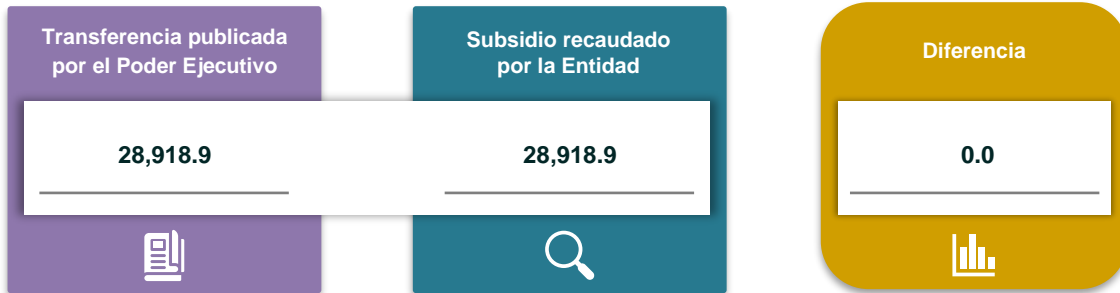 Transferencia publicada
por el Poder Ejecutivo
28,918.9
Subsidio recaudado
por la Entidad
28,918.9
Diferencia
0.0